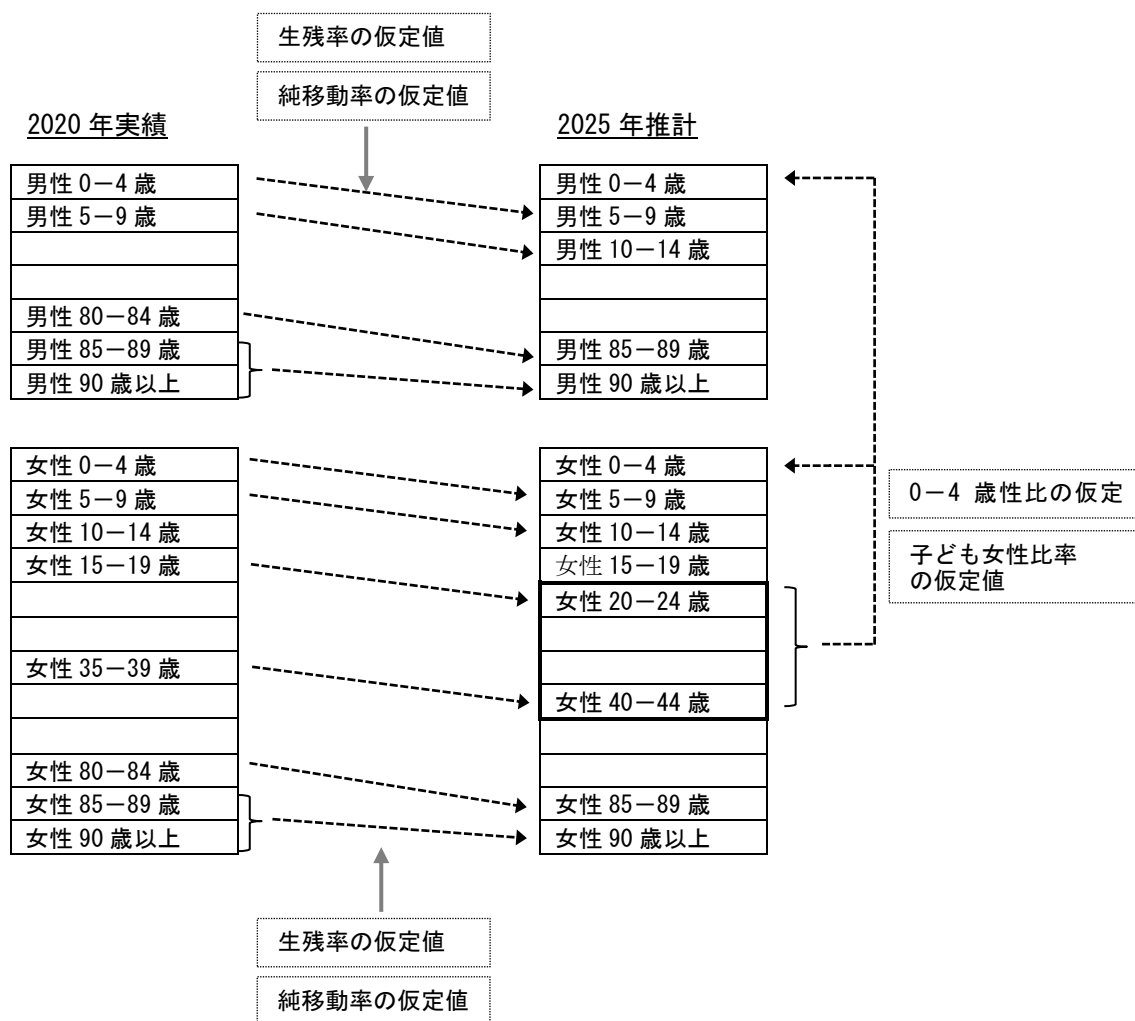 生残率の仮定値
純移動率の仮定値
2020 年実績
2025 年推計
男性 0－4 歳
男性 5－9 歳
男性 80－84 歳
男性 85－89 歳
男性 90 歳以上
男性 0－4 歳
男性 5－9 歳
男性 10－14 歳
男性 85－89 歳
男性 90 歳以上
女性 0－4 歳
女性 5－9 歳
女性 10－14 歳
女性 15－19 歳
女性 35－39 歳
女性 80－84 歳
女性 85－89 歳
女性 90 歳以上
女性 0－4 歳
女性 5－9 歳
女性 10－14 歳
女性 15－19 歳
女性 20－24 歳
女性 40－44 歳
女性 85－89 歳
女性 90 歳以上
0－4 歳性比の仮定
子ども女性比率
の仮定値
生残率の仮定値
純移動率の仮定値